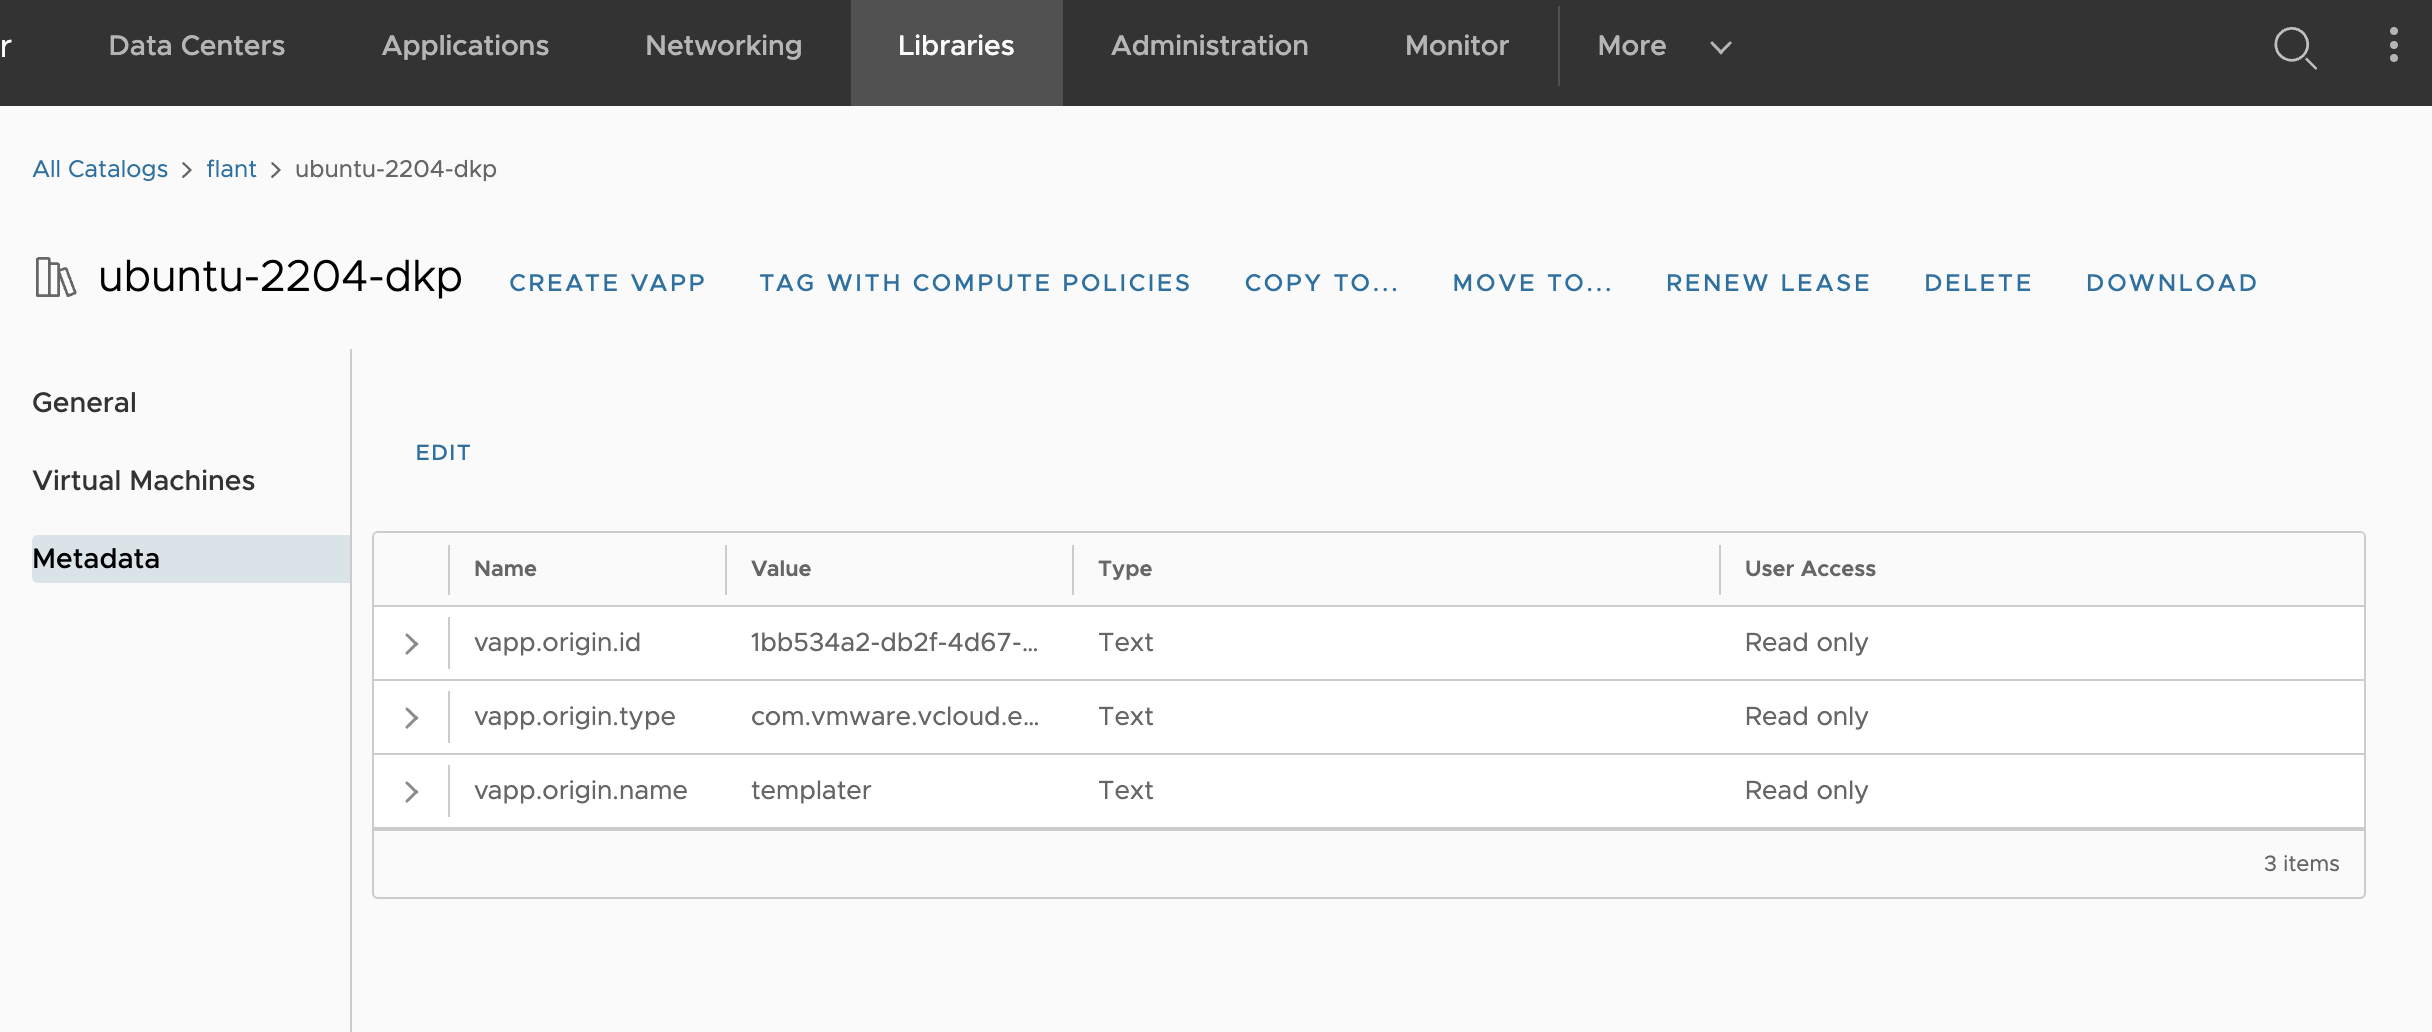 r Data Centers Applications Networking Libraries Administration Monitor More
All Catalogs > flant > ubuntu-2204-dkp
ubuntu-2204-dkp CREATE VAPP TAG WITH COMPUTE POLICIES COPY TO... MOVE TO... RENEW LEASE DELETE DOWNLOAD
General
Virtual Machines
Metadata
EDIT
Name Value Type User Access
vapp.origin.id 1bb534a2-db2f-4d67-... Text Read only
vapp.origin.type com.vmware.vcloud.e... Text Read only
vapp.origin.name templater Text Read only
3 items